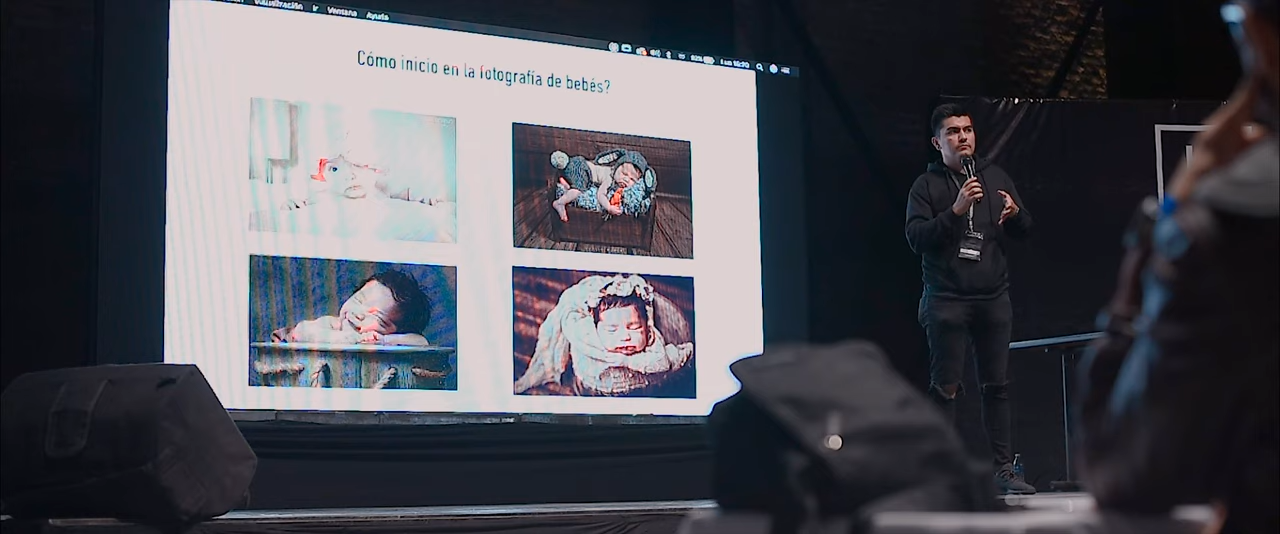 Visualización Ir Ventana Ayuda
Cómo inicio en la fotografía de bebés?